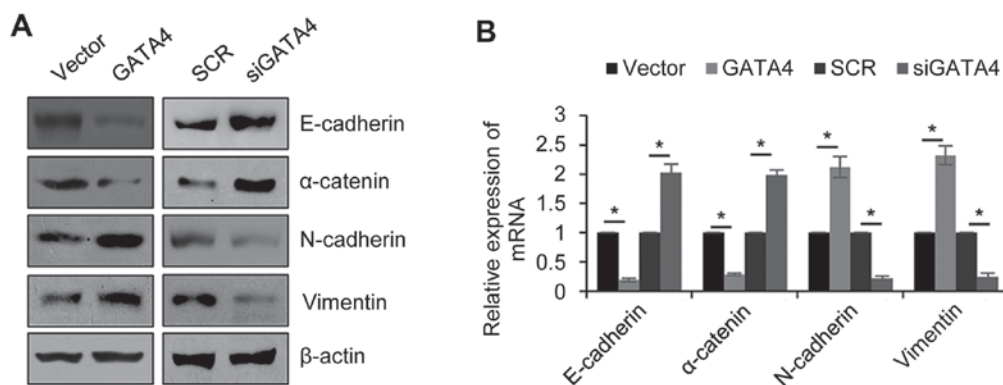 A
Vector GATA4 SCR siGATA4
E-cadherin
α-catenin
N-cadherin
Vimentin
β-actin
B
Vector GATA4 SCR siGATA4
Relative expression of
mRNA
3
2.5
2
1.5
1
0.5
0
* * * * * * * *
E-cadherin α-catenin N-cadherin Vimentin